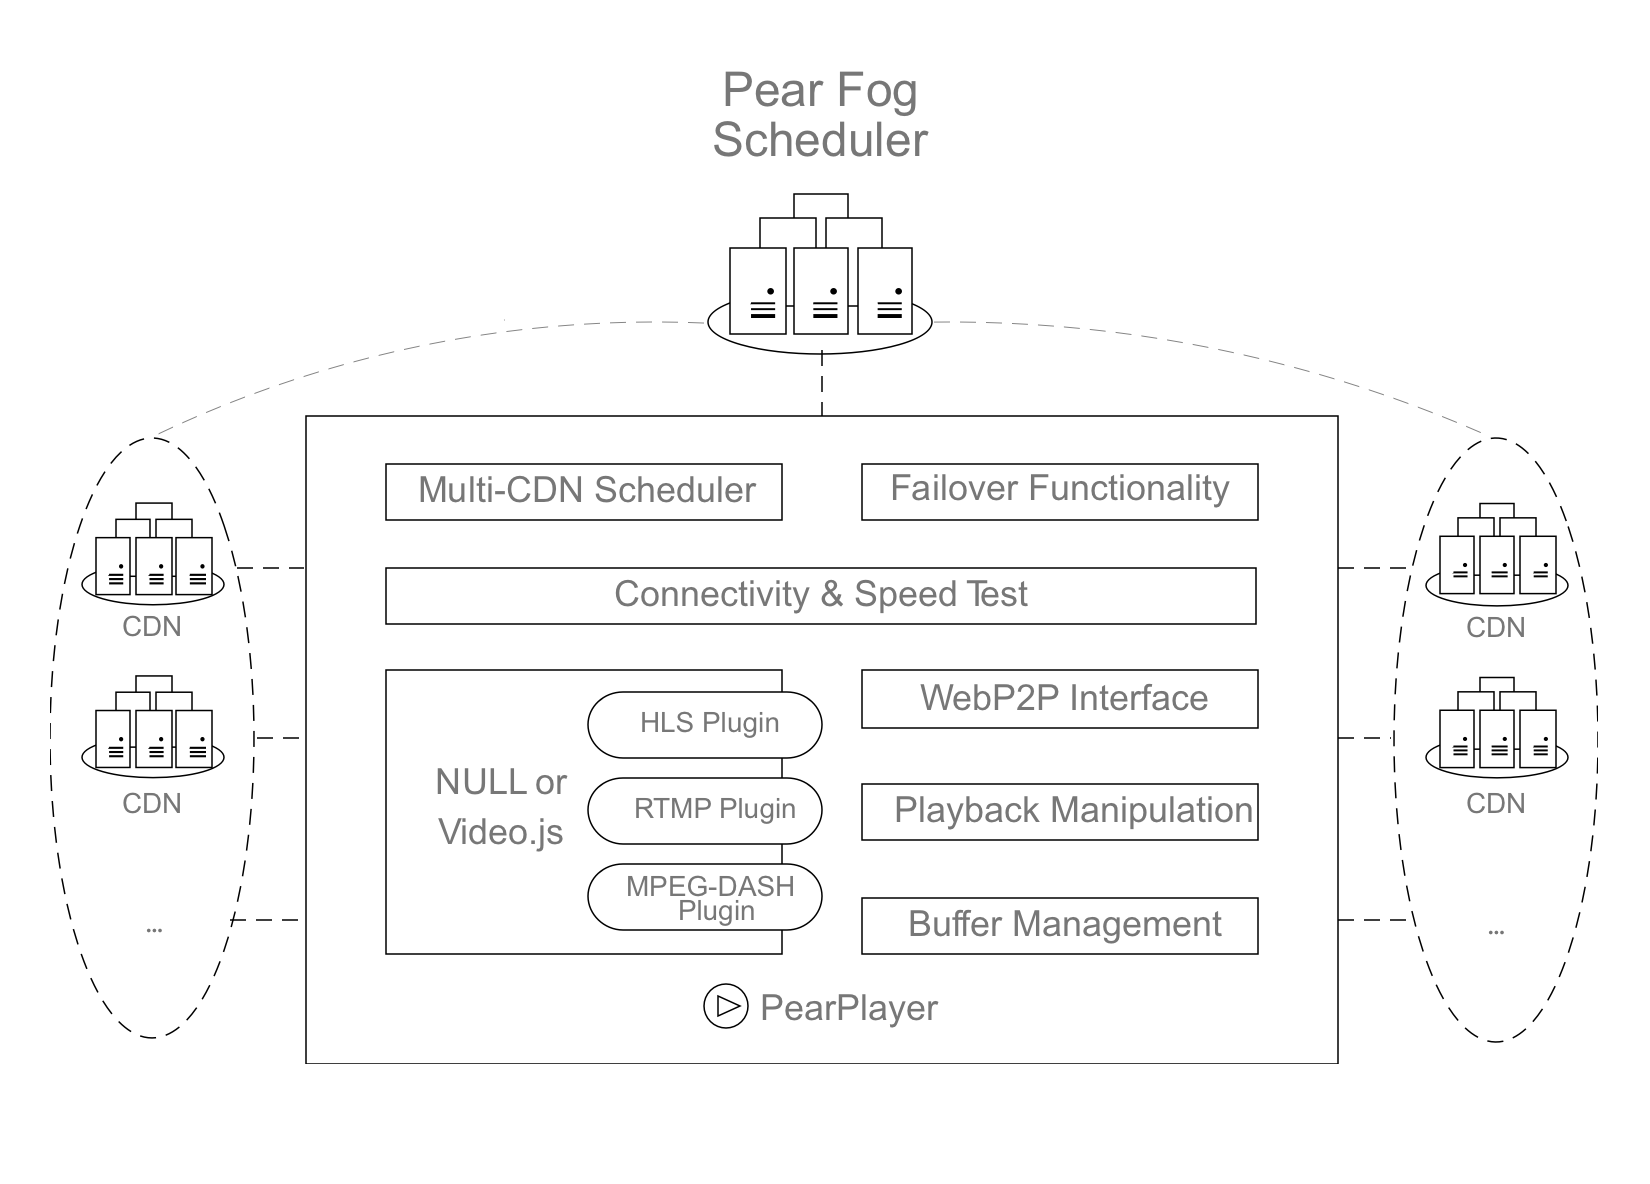 Pear Fog
Scheduler
Multi-CDN Scheduler
Failover Functionality
Connectivity & Speed Test
CDN
CDN
...
NULL or
Video.js
HLS Plugin
RTMP Plugin
MPEG-DASH
Plugin
WebP2P Interface
Playback Manipulation
Buffer Management
PearPlayer
CDN
CDN
...